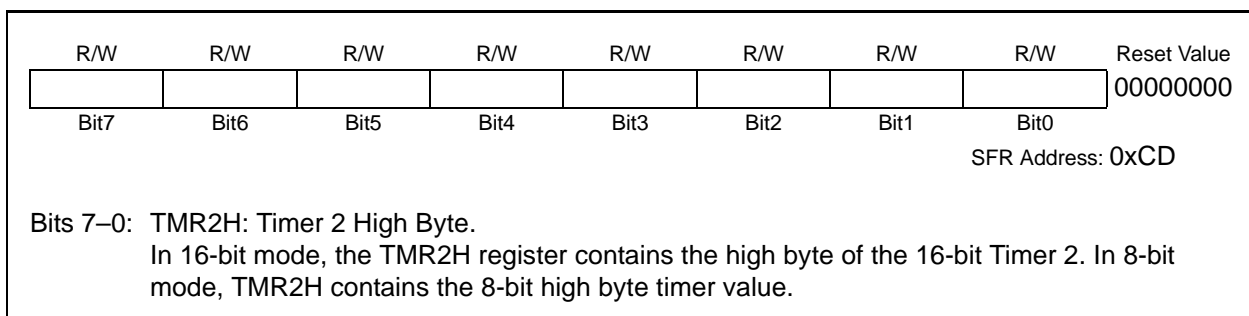 R/W R/W R/W R/W R/W R/W R/W R/W Reset Value
00000000
Bit7 Bit6 Bit5 Bit4 Bit3 Bit2 Bit1 Bit0
SFR Address: 0xCD
Bits 7–0: TMR2H: Timer 2 High Byte.
In 16-bit mode, the TMR2H register contains the high byte of the 16-bit Timer 2. In 8-bit
mode, TMR2H contains the 8-bit high byte timer value.